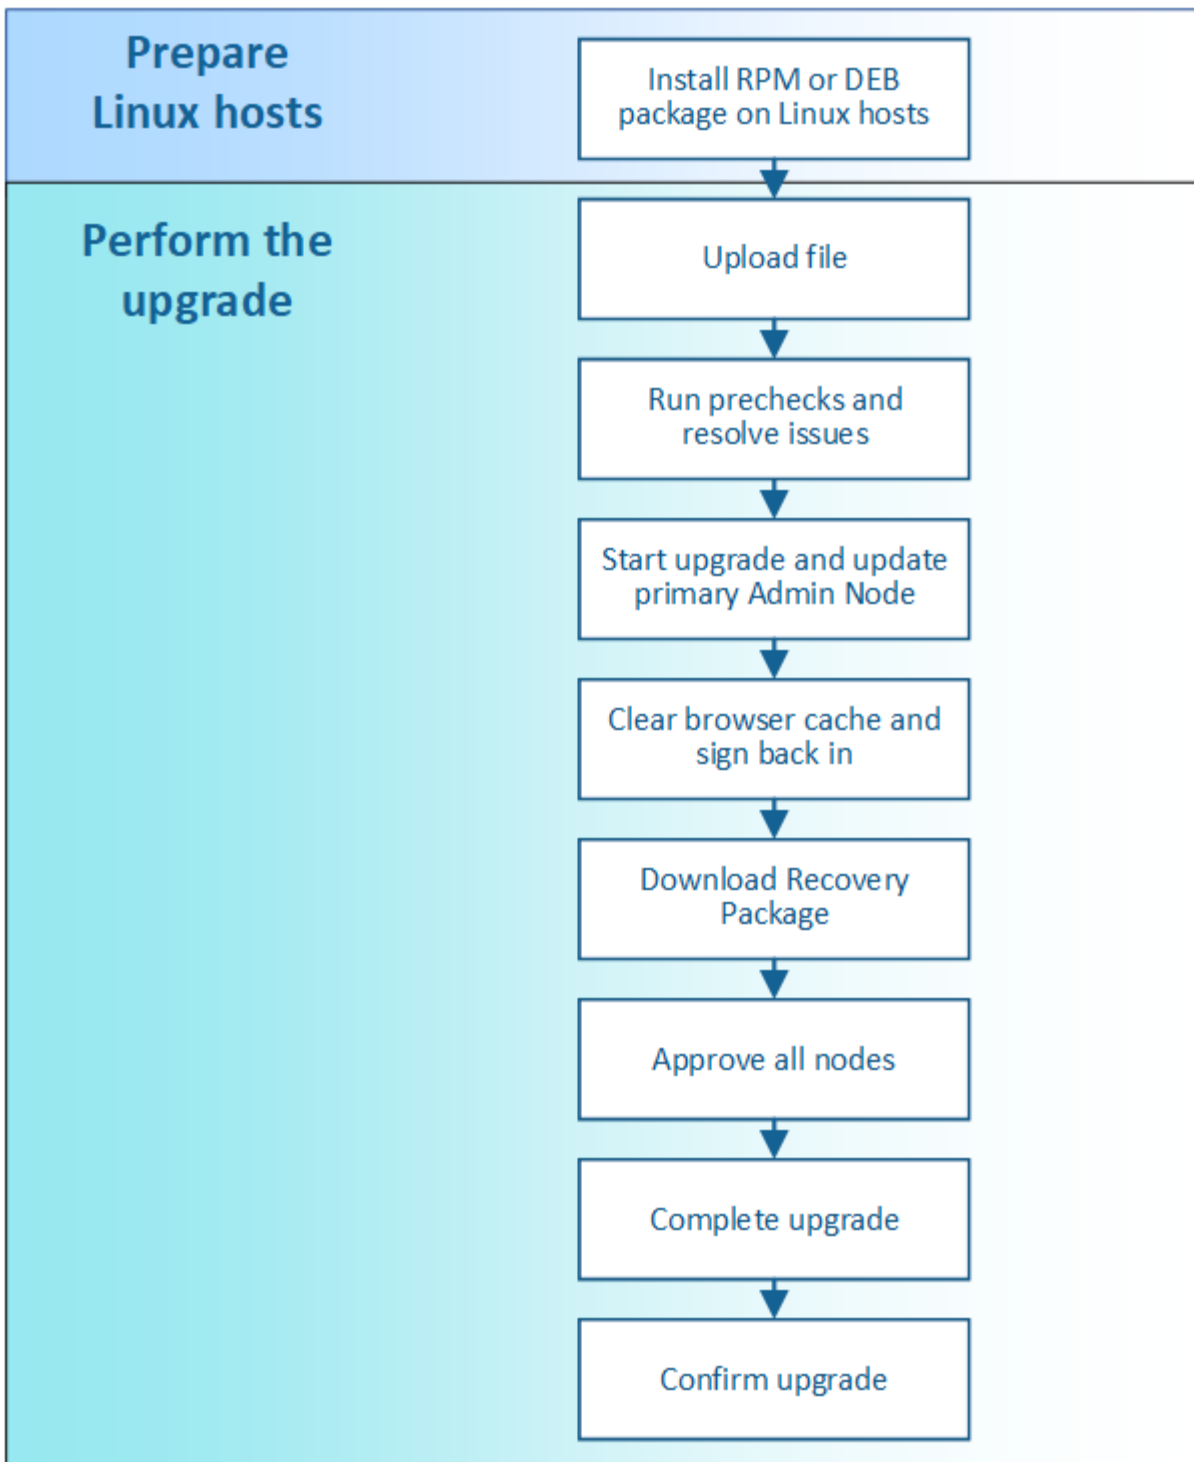 Prepare
Linux hosts
Install RPM or DEB
package on Linux hosts
Perform the
upgrade
Upload file
Run prechecks and
resolve issues
Start upgrade and update
primary Admin Node
Clear browser cache and
sign back in
Download Recovery
Package
Approve all nodes
Complete upgrade
Confirm upgrade